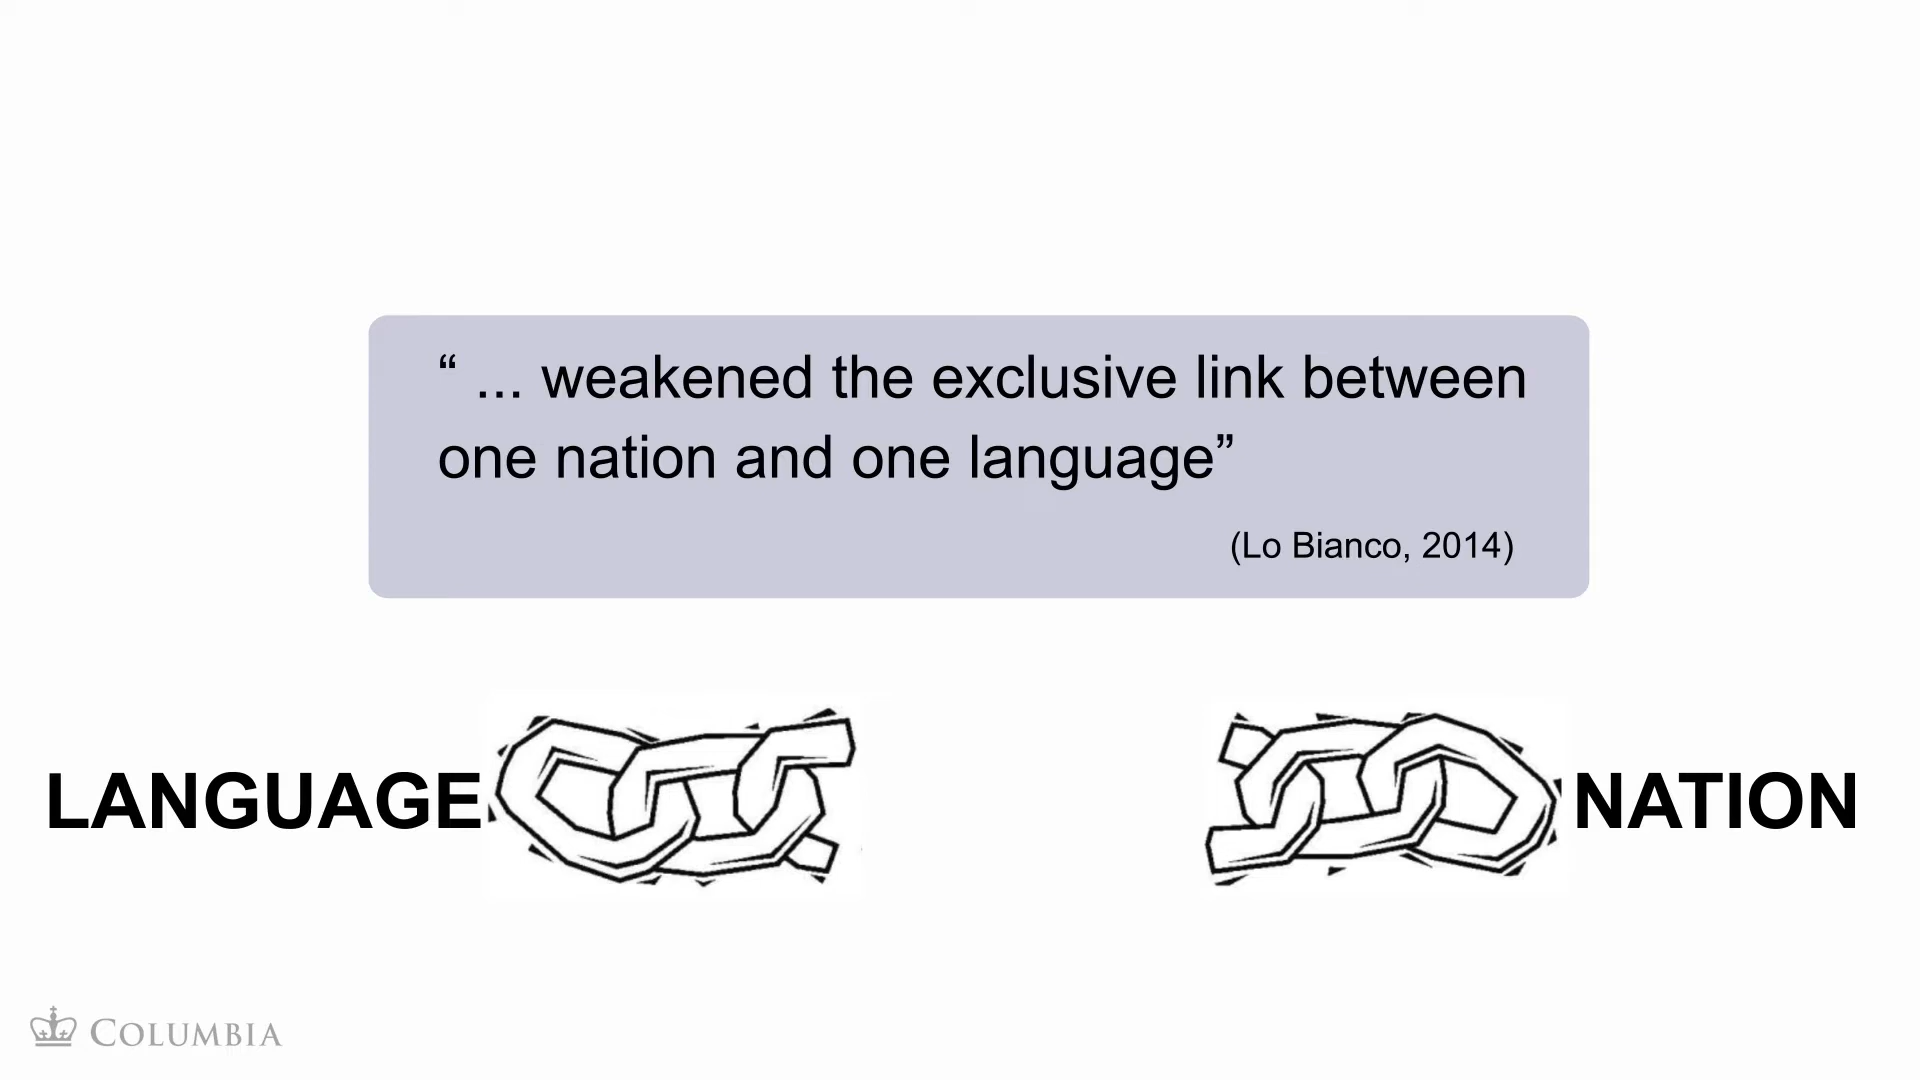 “ ... weakened the exclusive link between
one nation and one language”
(Lo Bianco, 2014)
LANGUAGE
NATION
COLUMBIA